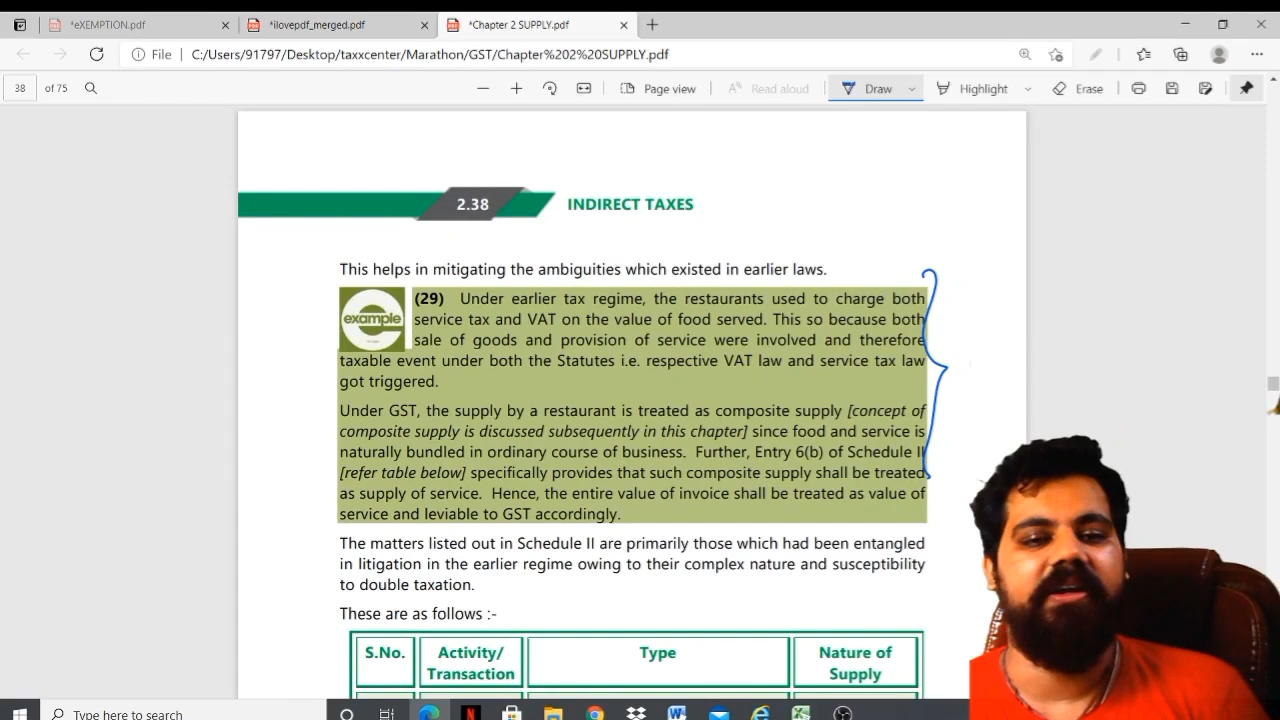 *eXEMPTION.pdf
*ilovepdf_merged.pdf
*Chapter 2 SUPPLY.pdf
File C:/Users/91797/Desktop/taxxcenter/Marathon/GST/Chapter%202%20SUPPLY.pdf
38 of 75
Page view
Read aloud
Draw
Highlight
Erase
2.38 INDIRECT TAXES
This helps in mitigating the ambiguities which existed in earlier laws.
example
(29) Under earlier tax regime, the restaurants used to charge both
service tax and VAT on the value of food served. This so because both
sale of goods and provision of service were involved and therefore
taxable event under both the Statutes i.e. respective VAT law and service tax law
got triggered.
Under GST, the supply by a restaurant is treated as composite supply [concept of
composite supply is discussed subsequently in this chapter] since food and service is
naturally bundled in ordinary course of business. Further, Entry 6(b) of Schedule II
[refer table below] specifically provides that such composite supply shall be treated
as supply of service. Hence, the entire value of invoice shall be treated as value of
service and leviable to GST accordingly.
The matters listed out in Schedule II are primarily those which had been entangled
in litigation in the earlier regime owing to their complex nature and susceptibility
to double taxation.
These are as follows :-
S.No. Activity/ Type Nature of
Transaction Supply
Type here to search